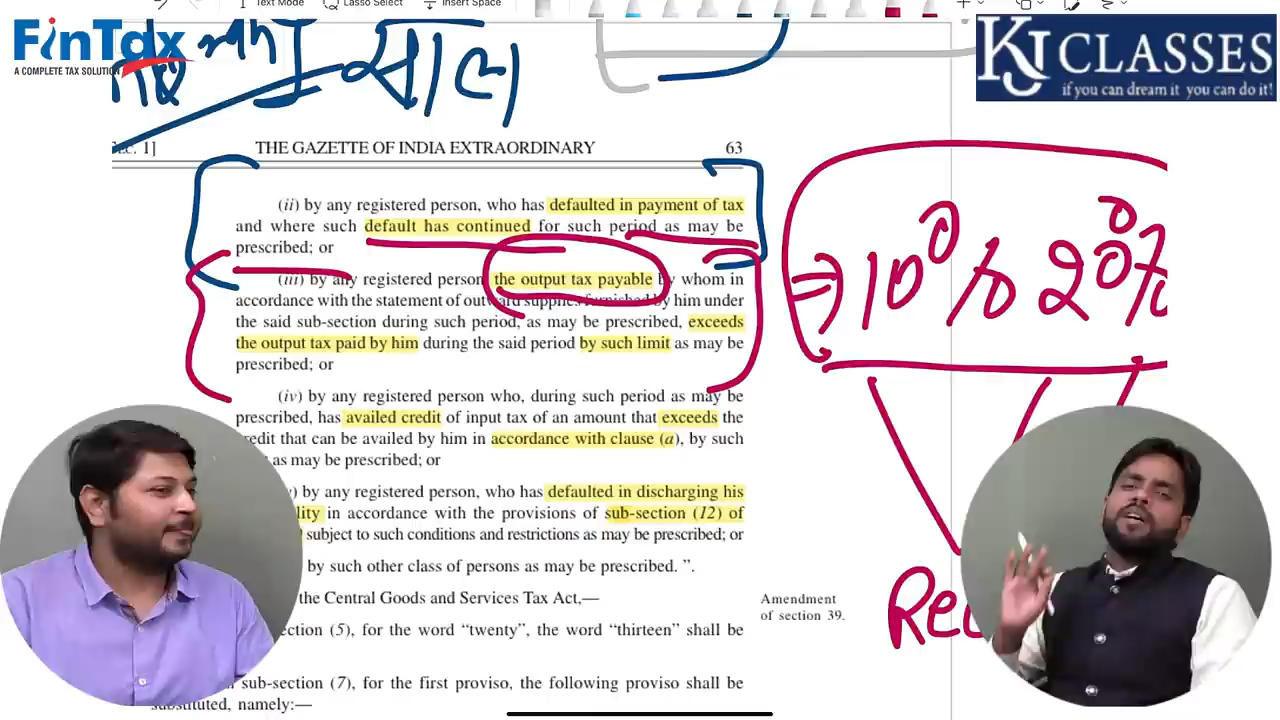 Text Mode Lasso Select Insert Space
FinTax
A COMPLETE TAX SOLUTION
KJ CLASSES
if you can dream it you can do it!
साल
Sec. 1] THE GAZETTE OF INDIA EXTRAORDINARY 63
(ii) by any registered person, who has defaulted in payment of tax
and where such default has continued for such period as may be
prescribed; or
(iii) by any registered person the output tax payable by whom in
accordance with the statement of outward supplies furnished by him under
the said sub-section during such period, as may be prescribed, exceeds
the output tax paid by him during the said period by such limit as may be
prescribed; or
10% 20%
(iv) by any registered person who, during such period as may be
prescribed, has availed credit of input tax of an amount that exceeds the
credit that can be availed by him in accordance with clause (a), by such
as may be prescribed; or
) by any registered person, who has defaulted in discharging his
lity in accordance with the provisions of sub-section (12) of
subject to such conditions and restrictions as may be prescribed; or
by such other class of persons as may be prescribed. ”.
the Central Goods and Services Tax Act,—
Amendment
of section 39.
Rec
ection (5), for the word “twenty”, the word “thirteen” shall be
sub-section (7), for the first proviso, the following proviso shall be
substituted, namely:—